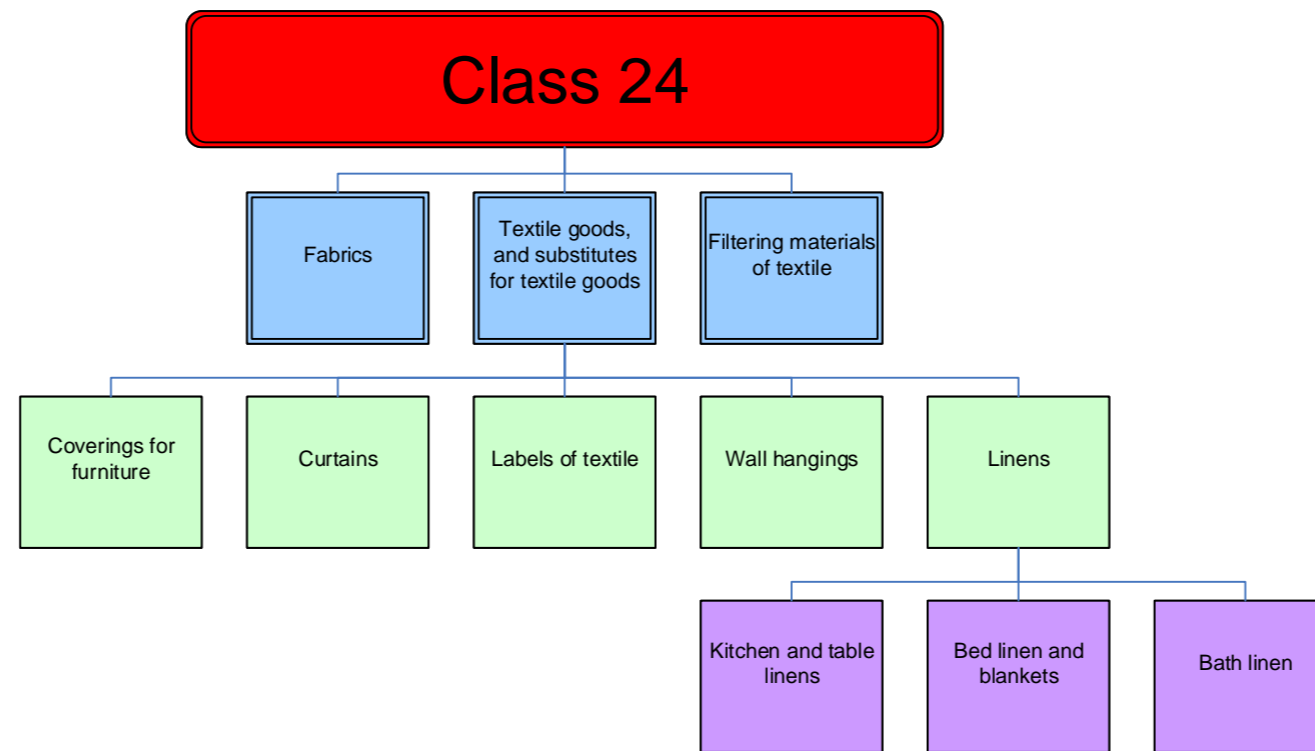 Class 24
Fabrics
Textile goods,
and substitutes
for textile goods
Filtering materials
of textile
Coverings for
furniture
Curtains
Labels of textile
Wall hangings
Linens
Kitchen and table
linens
Bed linen and
blankets
Bath linen